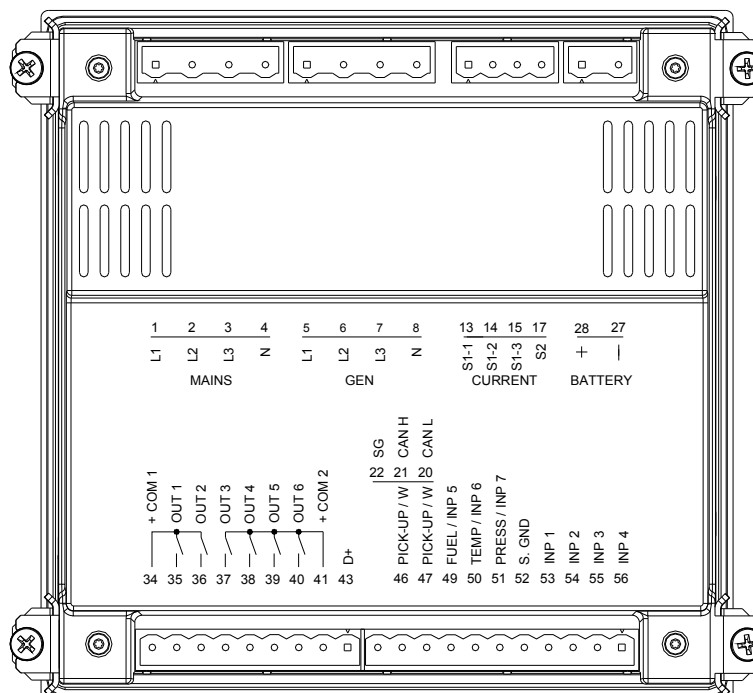 1 2 3 4 5 6 7 8 13 14 15 17 28 27
L1 L2 L3 N L1 L2 L3 N S1-1 S1-2 S1-3 S2 + −
MAINS GEN CURRENT BATTERY
SG CAN H CAN L
22 21 20
+ COM 1 OUT 1 OUT 2 OUT 3 OUT 4 OUT 5 OUT 6 + COM 2 D+ PICK-UP / W PICK-UP / W FUEL / INP 5 TEMP / INP 6 PRESS / INP 7 S. GND INP 1 INP 2 INP 3 INP 4
34 35 36 37 38 39 40 41 43 46 47 49 50 51 52 53 54 55 56